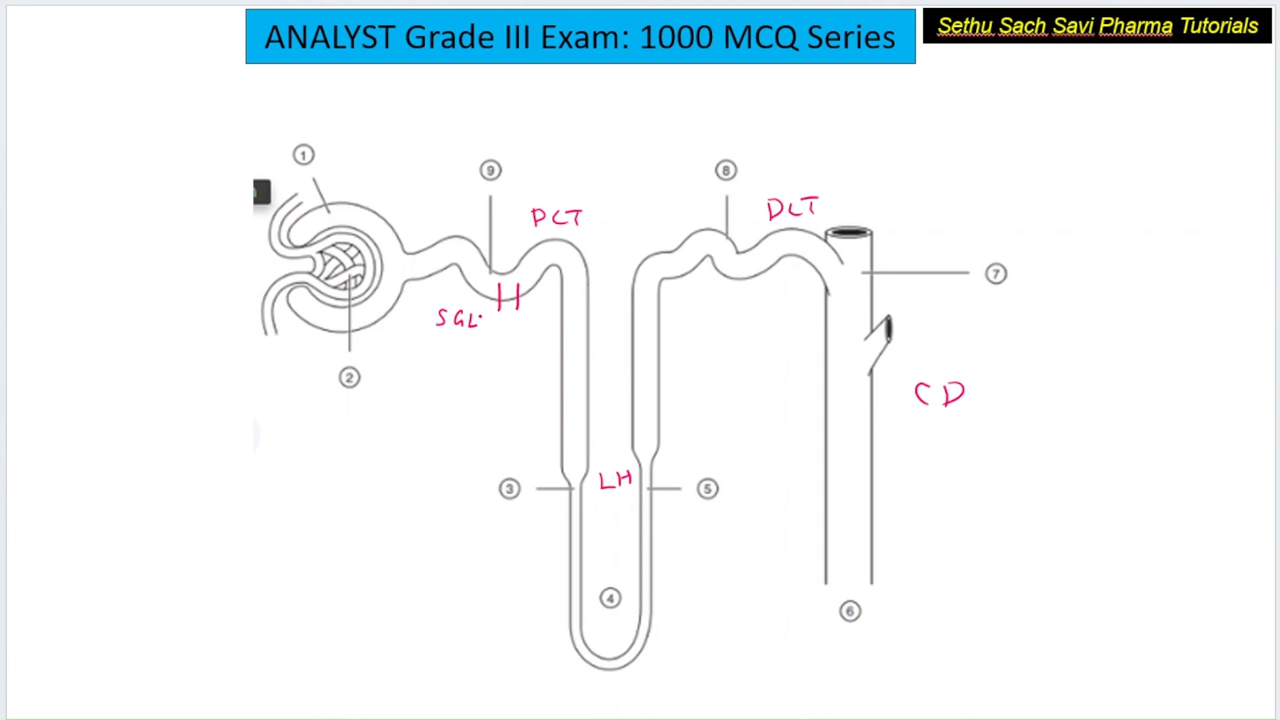 ANALYST Grade III Exam: 1000 MCQ Series
Sethu Sach Savi Pharma Tutorials
1
9
8
PCT
DCT
7
2
SGL.
CD
3
LH
5
4
6